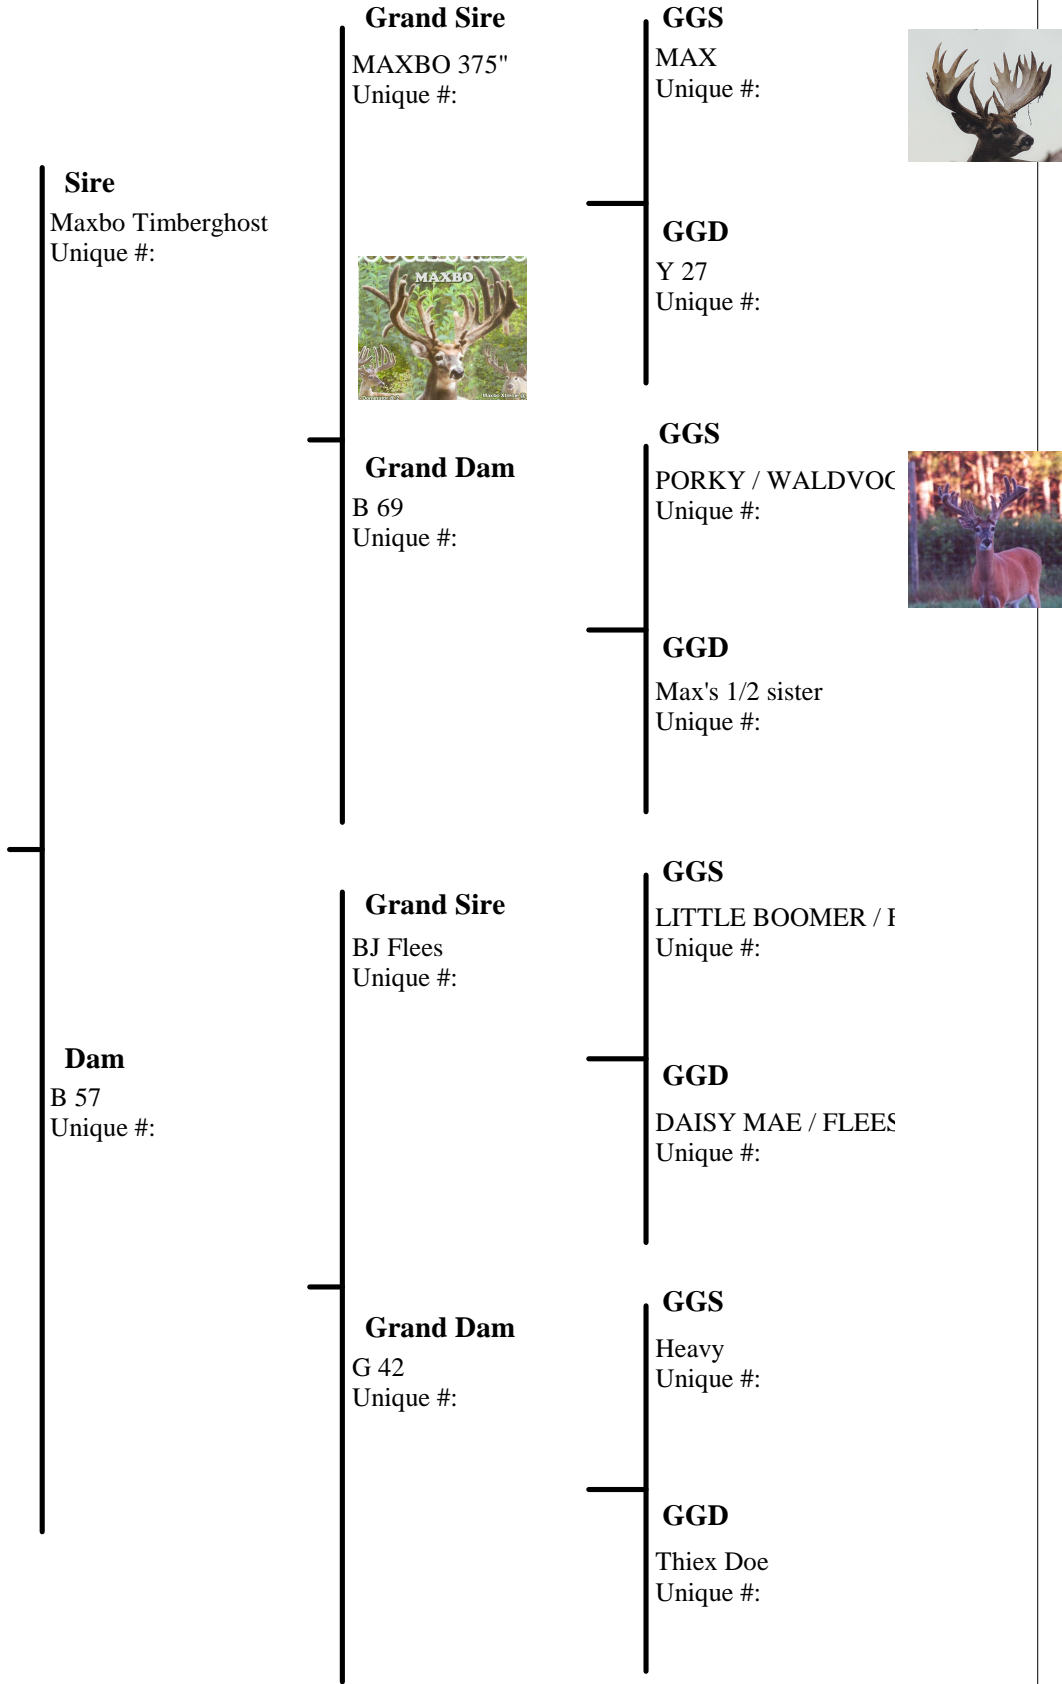 Grand Sire
MAXBO 375"
Unique #:
GGS
MAX
Unique #:
Sire
Maxbo Timberghost
Unique #:
GGD
Y 27
Unique #:
MAXBO
Grand Dam
B 69
Unique #:
GGS
PORKY / WALDVOG
Unique #:
GGD
Max's 1/2 sister
Unique #:
GGS
LITTLE BOOMER /
Unique #:
Grand Sire
BJ Flees
Unique #:
Dam
B 57
Unique #:
GGD
DAISY MAE / FLEES
Unique #:
Grand Dam
G 42
Unique #:
GGS
Heavy
Unique #:
GGD
Thiex Doe
Unique #: